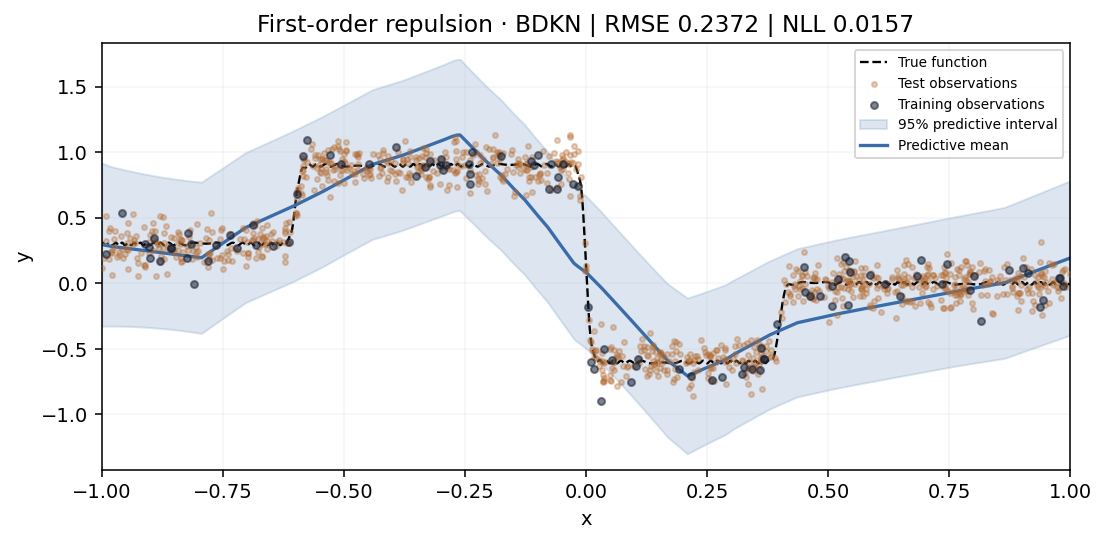 First-order repulsion · BDKN | RMSE 0.2372 | NLL 0.0157
True function
Test observations
Training observations
95% predictive interval
Predictive mean
y
1.5
1.0
0.5
0.0
−0.5
−1.0
−1.00 −0.75 −0.50 −0.25 0.00 0.25 0.50 0.75 1.00
x